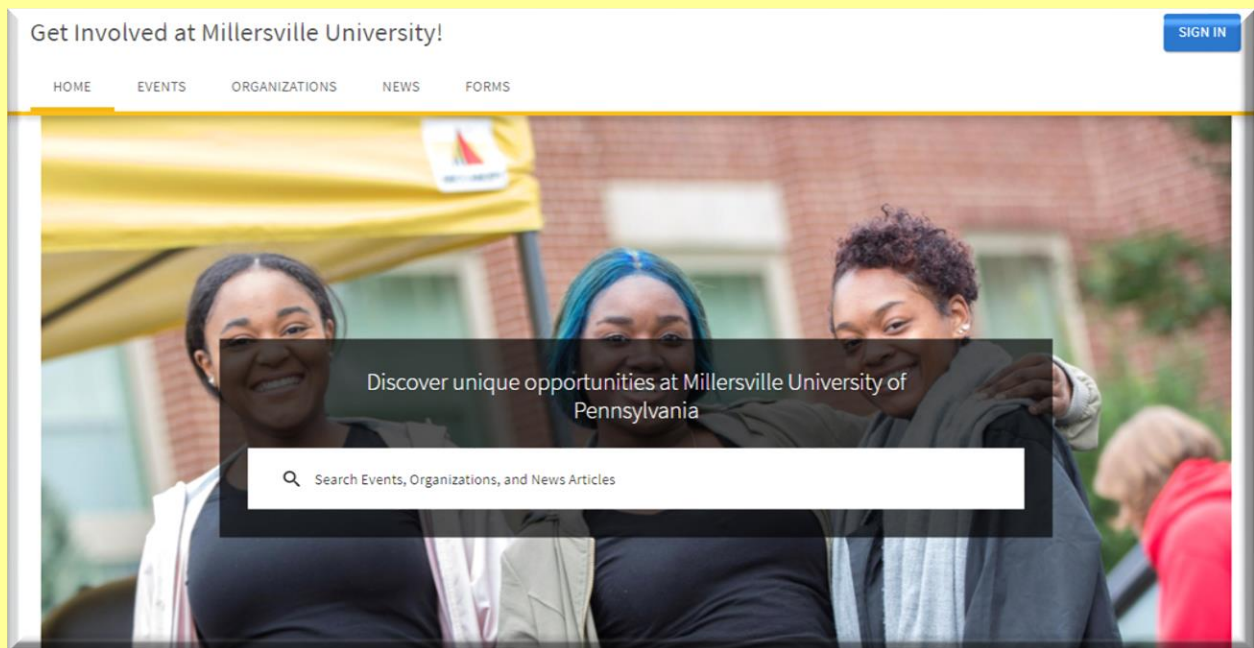 Get Involved at Millersville University!
SIGN IN
HOME EVENTS ORGANIZATIONS NEWS FORMS
Discover unique opportunities at Millersville University of
Pennsylvania
Search Events, Organizations, and News Articles